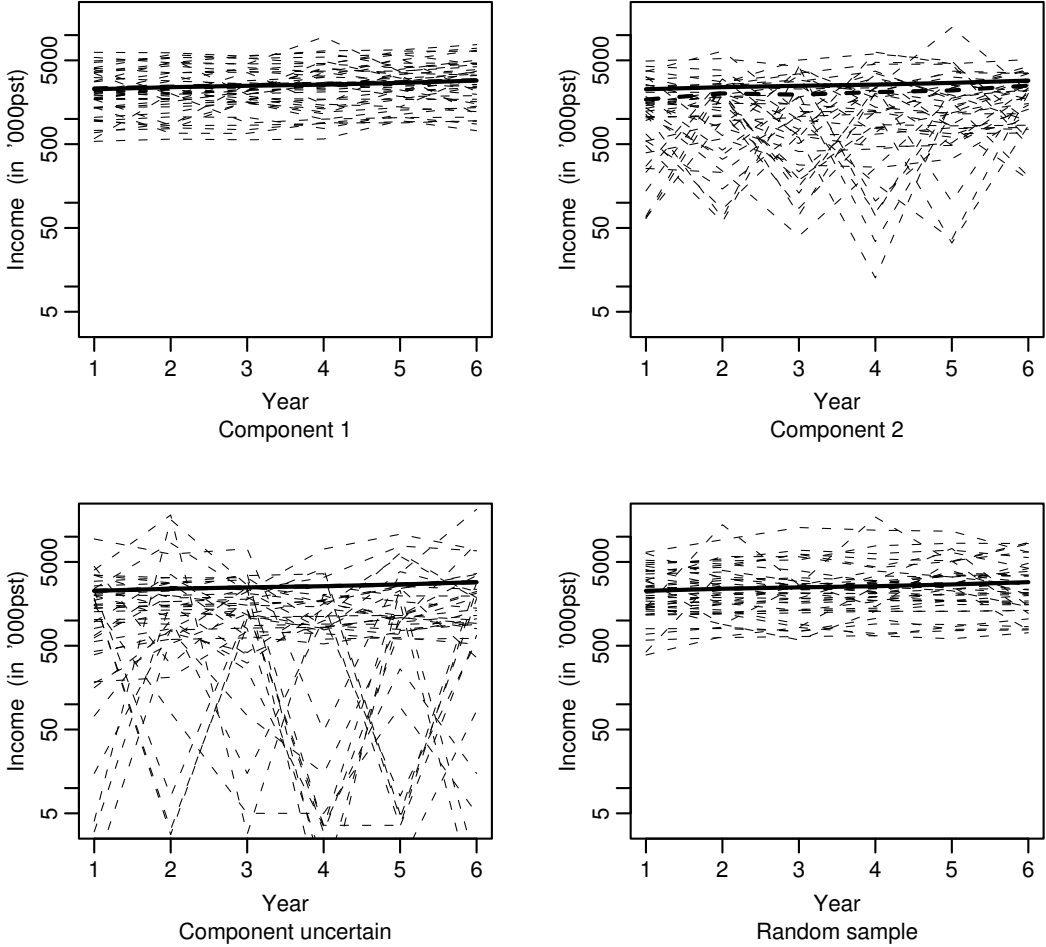 Income (in '000pst)
5000
500
50
5
1 2 3 4 5 6
Year
Component 1
Income (in '000pst)
5000
500
50
5
1 2 3 4 5 6
Year
Component 2
Income (in '000pst)
5000
500
50
5
1 2 3 4 5 6
Year
Component uncertain
Income (in '000pst)
5000
500
50
5
1 2 3 4 5 6
Year
Random sample